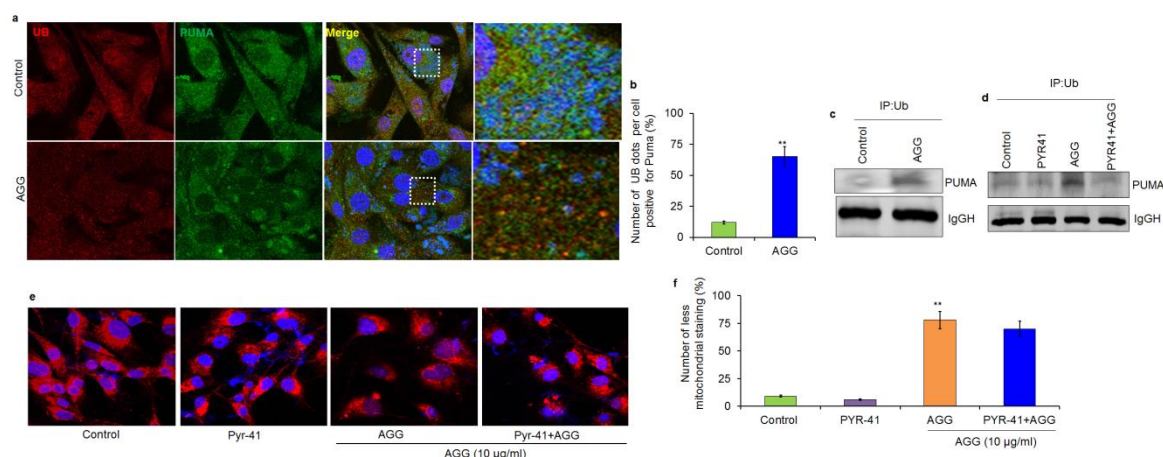 a
UB
PUMA
Merge
Control
AGG
b
Number of UB dots per cell
positive for Puma (%)
100
75
50
25
0
**
Control
AGG
c
IP:Ub
Control
AGG
PUMA
IgGH
d
IP:Ub
Control
PYR41
AGG
PYR41+AGG
PUMA
IgGH
e
Control
Pyr-41
AGG
Pyr-41+AGG
AGG (10 µg/ml)
f
Number of less
mitochondrial staining (%)
100
75
50
25
0
**
Control
PYR-41
AGG
PYR-41+AGG
AGG (10 µg/ml)